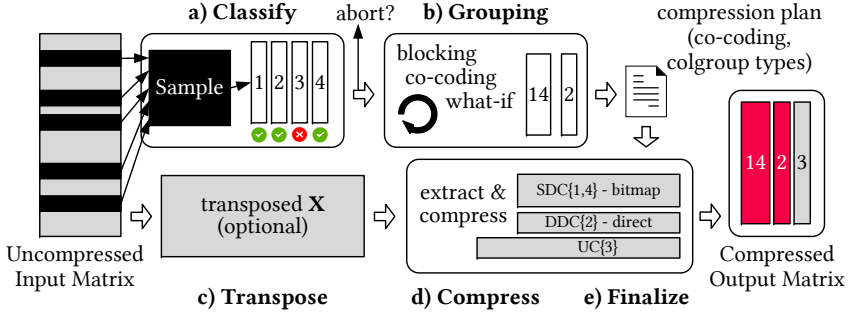 a) Classify
abort?
b) Grouping
compression plan
(co-coding,
colgroup types)
Sample
1 2 3 4
blocking
co-coding
what-if
14 2
14 2 3
transposed X
(optional)
extract &
compress
SDC{1,4} - bitmap
DDC{2} - direct
UC{3}
Uncompressed
Input Matrix
Compressed
Output Matrix
c) Transpose
d) Compress
e) Finalize